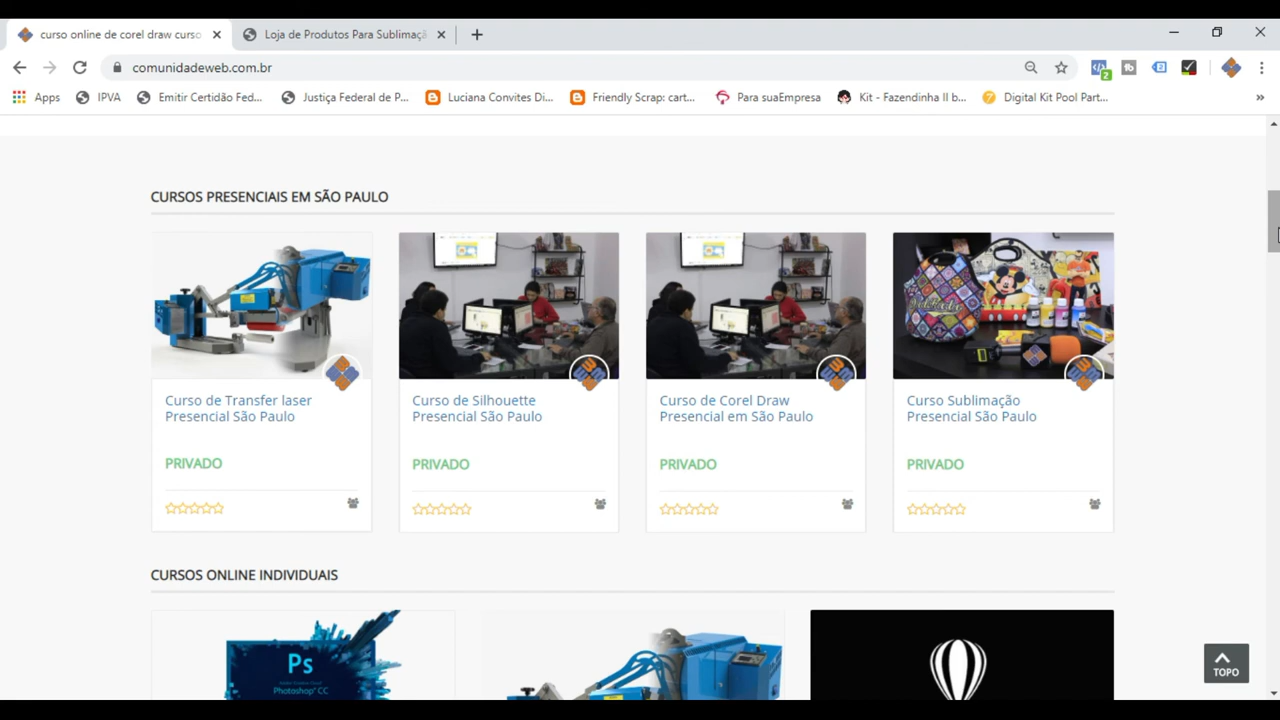 curso online de corel draw curso
Loja de Produtos Para Sublimaçã
comunidadeweb.com.br
2
Apps
IPVA
Emitir Certidão Fed...
Justiça Federal de P...
Luciana Convites Di...
Friendly Scrap: cart...
Para suaEmpresa
Kit - Fazendinha II b...
Digital Kit Pool Part...
CURSOS PRESENCIAIS EM SÃO PAULO
Curso de Transfer laser
Presencial São Paulo
PRIVADO
Curso de Silhouette
Presencial São Paulo
PRIVADO
Curso de Corel Draw
Presencial em São Paulo
PRIVADO
Curso Sublimação
Presencial São Paulo
PRIVADO
CURSOS ONLINE INDIVIDUAIS
Ps
Photoshop CC
TOPO